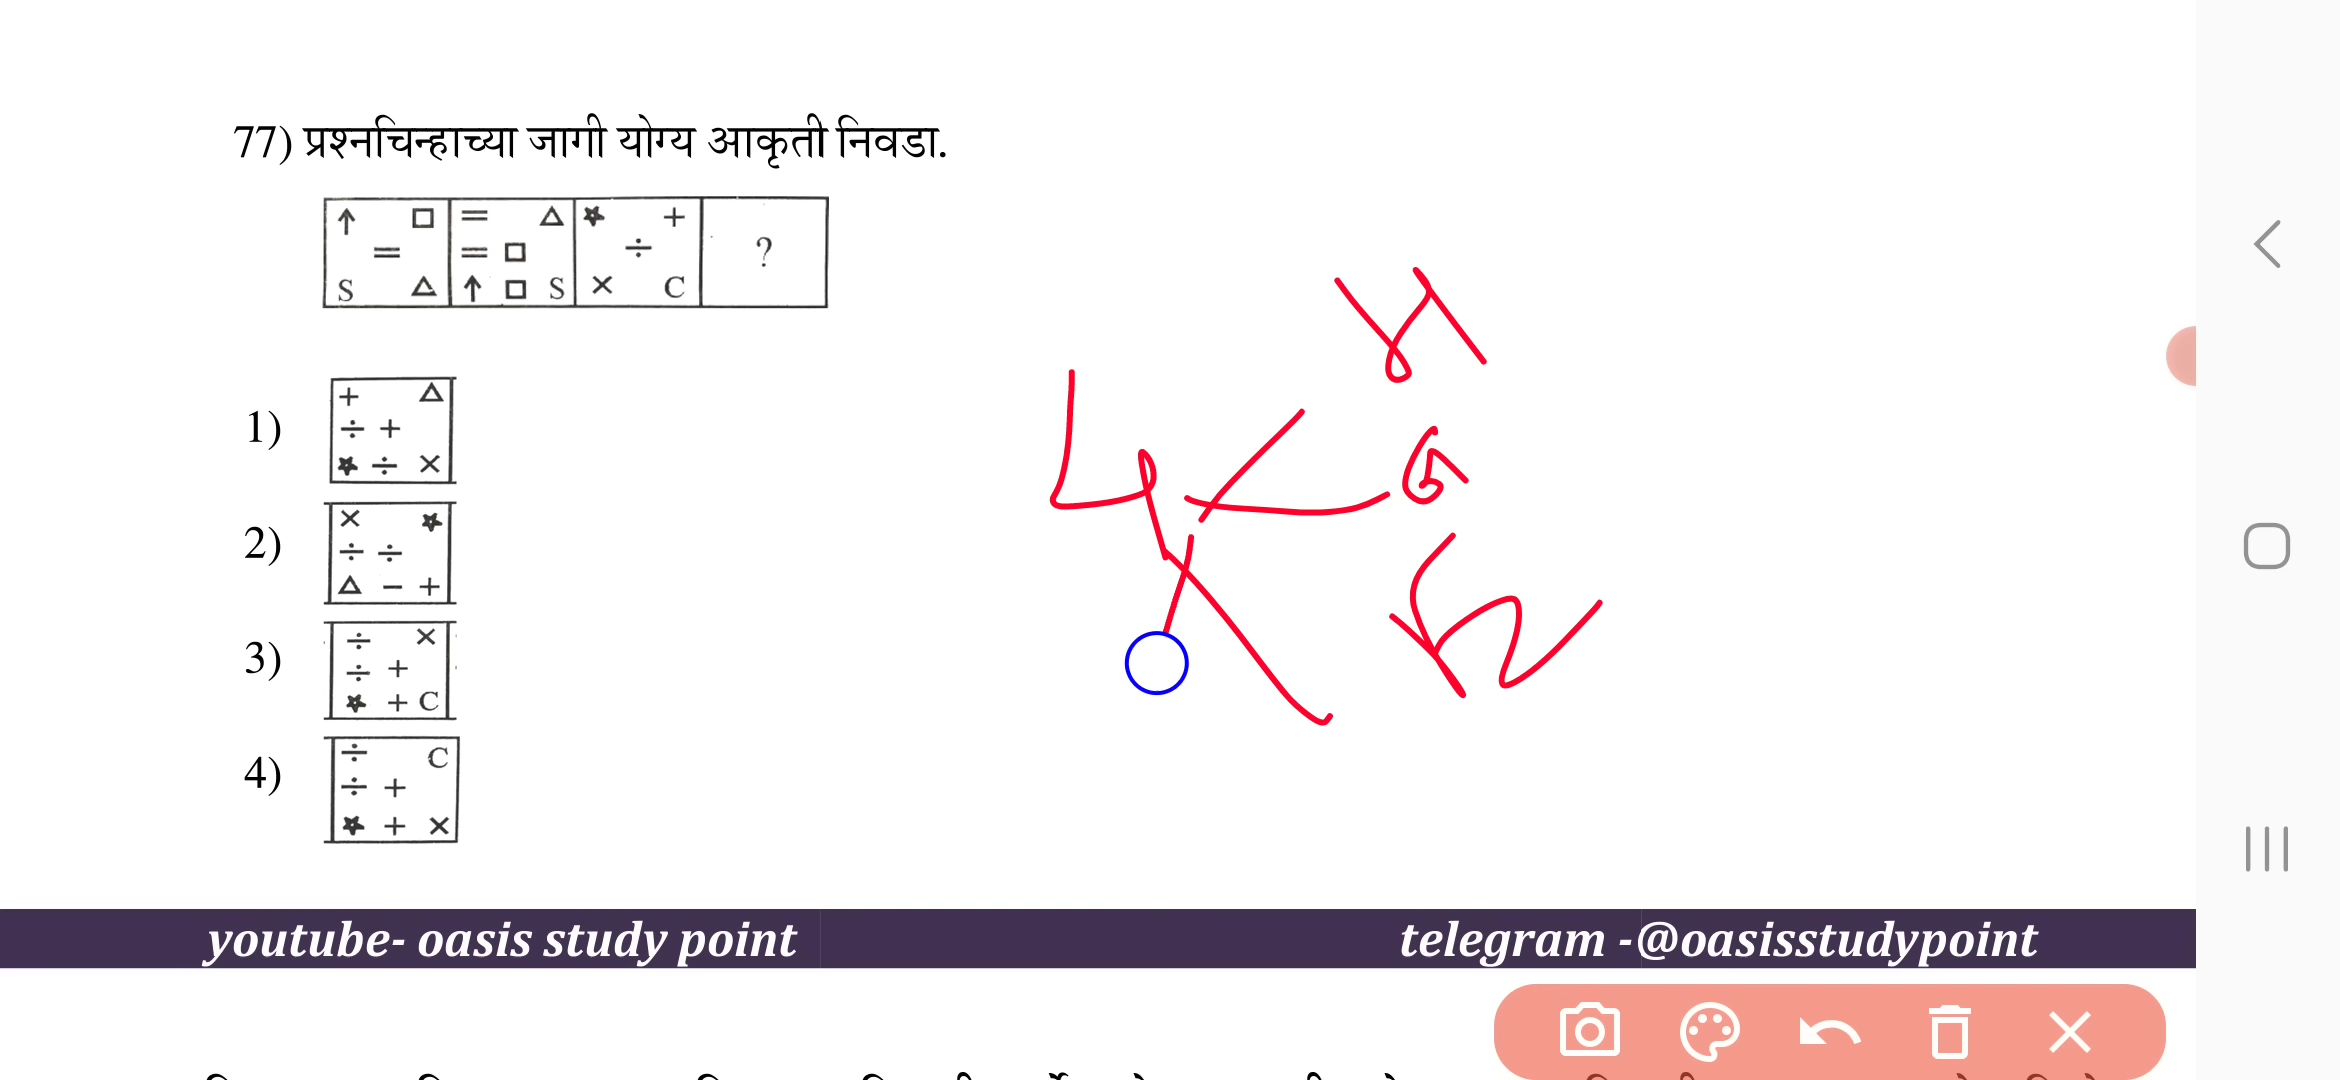 77) प्रश्नचिन्हाच्या जागी योग्य आकृती निवडा.
↑ □ = △ ★ +
= = □ ÷ ?
S △ ↑ □ S × C
1)
+ △
÷ +
★ ÷ ×
2)
× ★
÷ ÷
△ − +
3)
÷ ×
÷ +
★ + C
4)
÷ C
÷ +
★ + ×
youtube- oasis study point
telegram -@oasisstudypoint